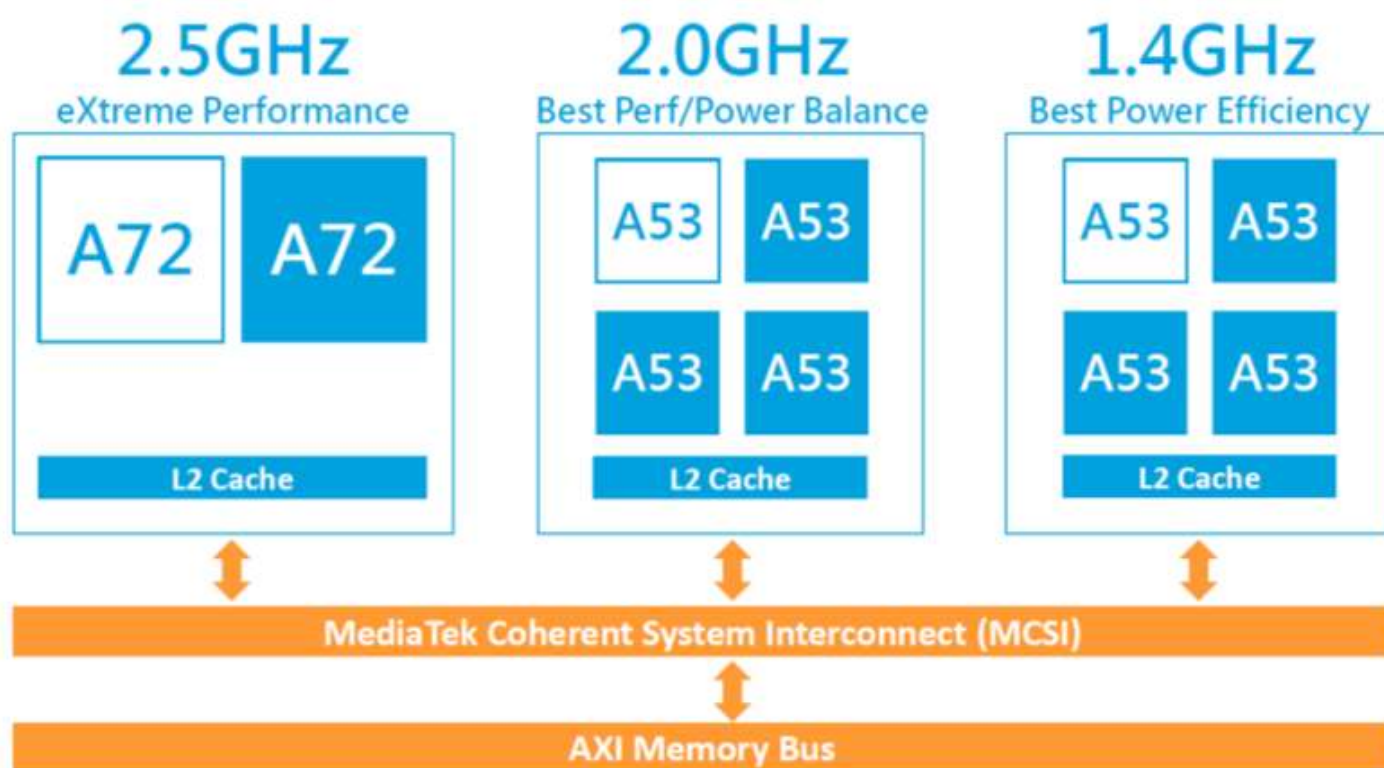 2.5GHz
eXtreme Performance
A72 A72
L2 Cache
2.0GHz
Best Perf/Power Balance
A53 A53
A53 A53
L2 Cache
1.4GHz
Best Power Efficiency
A53 A53
A53 A53
L2 Cache
MediaTek Coherent System Interconnect (MCSI)
AXI Memory Bus